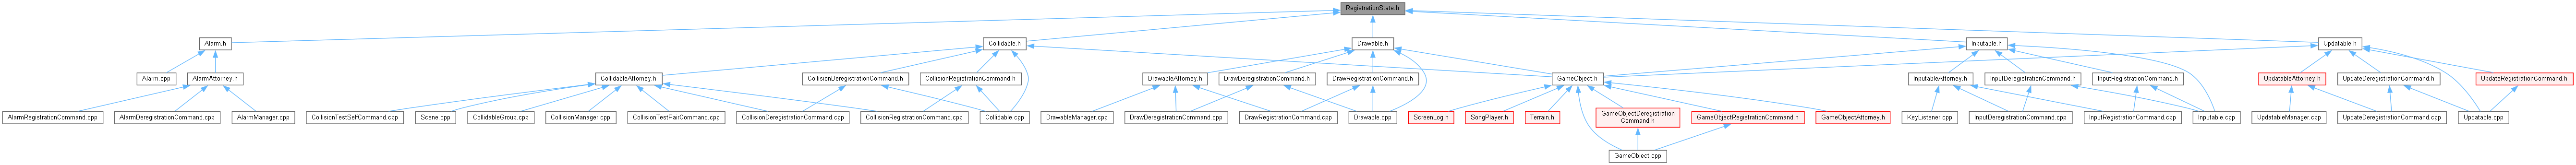 RegistrationState.h
Alarm.h
Collidable.h
Drawable.h
Inputable.h
Updatable.h
Alarm.cpp
AlarmAttorney.h
CollidableAttorney.h
CollisionDeregistrationCommand.h
CollisionRegistrationCommand.h
DrawableAttorney.h
DrawDeregistrationCommand.h
DrawRegistrationCommand.h
GameObject.h
InputableAttorney.h
InputDeregistrationCommand.h
InputRegistrationCommand.h
UpdatableAttorney.h
UpdateDeregistrationCommand.h
UpdateRegistrationCommand.h
AlarmRegistrationCommand.cpp
AlarmDeregistrationCommand.cpp
AlarmManager.cpp
CollisionTestSelfCommand.cpp
Scene.cpp
CollidableGroup.cpp
CollisionManager.cpp
CollisionTestPairCommand.cpp
CollisionDeregistrationCommand.cpp
CollisionRegistrationCommand.cpp
Collidable.cpp
DrawableManager.cpp
DrawDeregistrationCommand.cpp
DrawRegistrationCommand.cpp
Drawable.cpp
ScreenLog.h
SongPlayer.h
Terrain.h
GameObjectDeregistration
Command.h
GameObjectRegistrationCommand.h
GameObjectAttorney.h
KeyListener.cpp
InputDeregistrationCommand.cpp
InputRegistrationCommand.cpp
Inputable.cpp
UpdatableManager.cpp
UpdateDeregistrationCommand.cpp
Updatable.cpp
GameObject.cpp